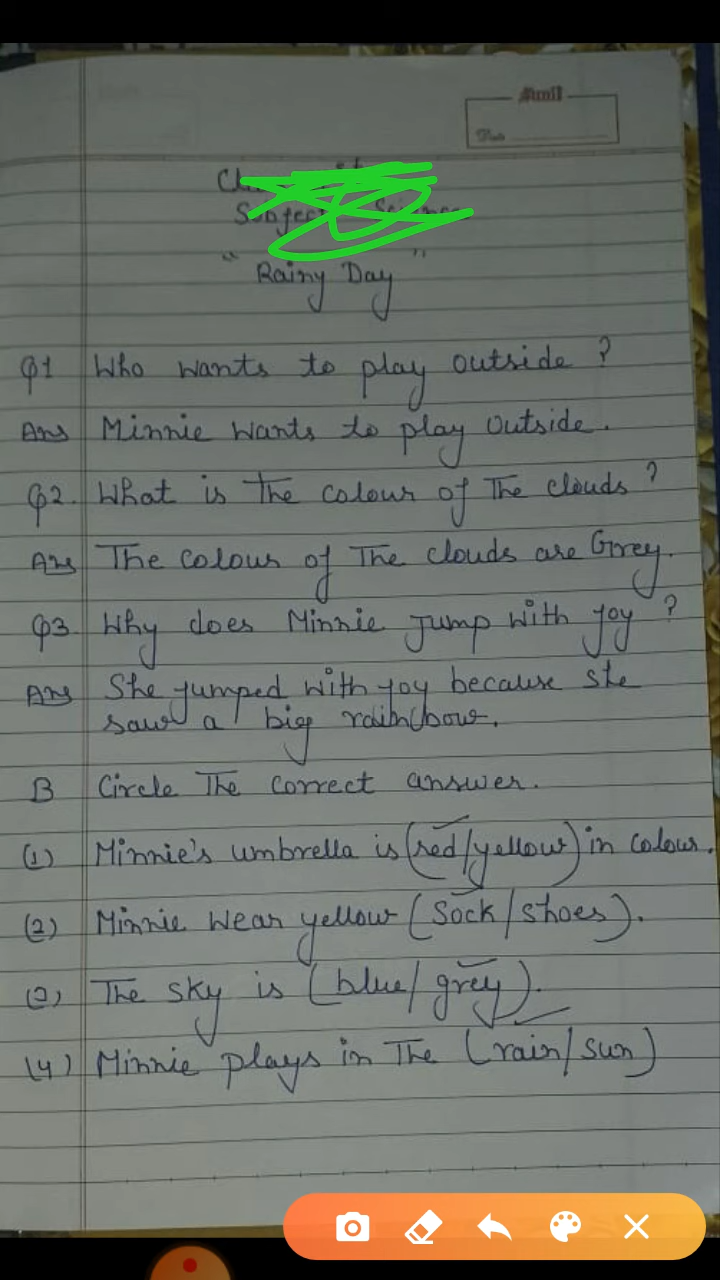 Sunil
Date
"Rainy Day"
Q1 Who wants to play outside ?
Ans Minnie wants to play outside.
Q2. What is the colour of The clouds ?
Ans The colour of The clouds are Grey.
Q3. Why does Minnie jump with joy ?
Ans She jumped with joy because she
saw a big rainbow.
B Circle The correct answer.
(1) Minnie's umbrella is (red/yellow) in colour.
(2) Minnie wear yellow (Sock/shoes).
(3) The sky is (blue/grey).
(4) Minnie plays in The (rain/sun)